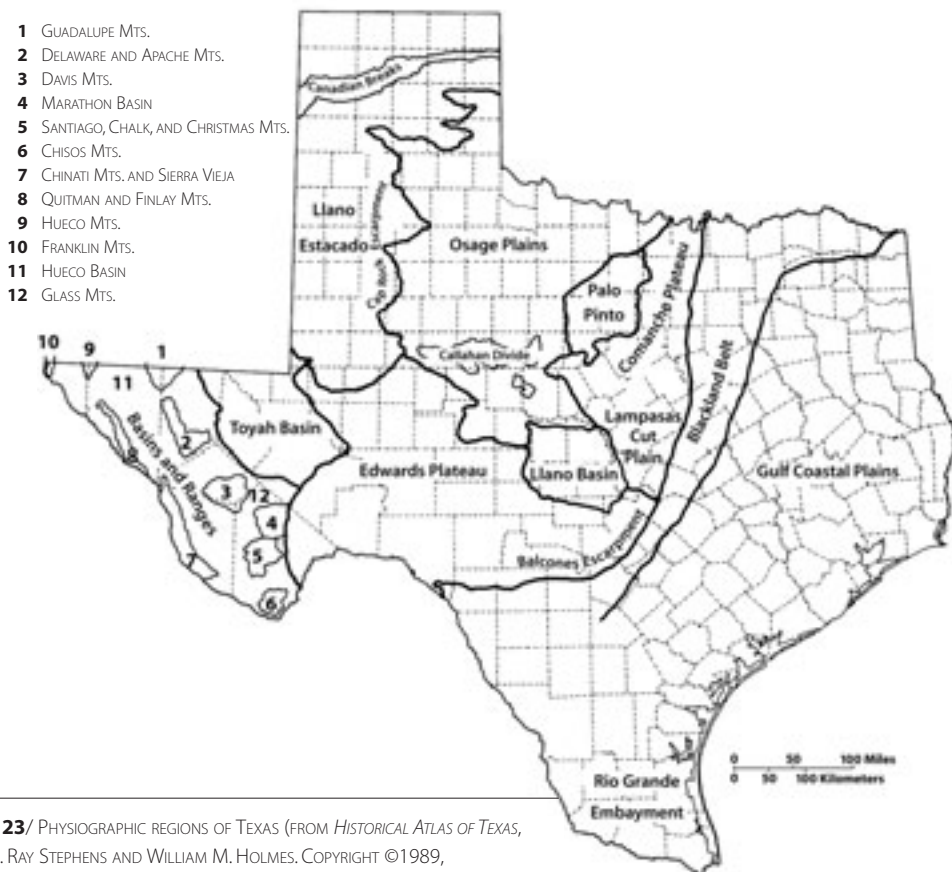 1 Guadalupe Mts.
2 Delaware and Apache Mts.
3 Davis Mts.
4 Marathon Basin
5 Santiago, Chalk, and Christmas Mts.
6 Chisos Mts.
7 Chinati Mts. and Sierra Vieja
8 Quitman and Finlay Mts.
9 Hueco Mts.
10 Franklin Mts.
11 Hueco Basin
12 Glass Mts.
Canadian Breaks
Llano
Estacado
Cap Rock Escarpment
Osage Plains
Palo
Pinto
Comanche Plateau
Callahan Divide
Blackland Belt
10
9
1
11
Basins and Ranges
2
Toyah Basin
Lampasas
Cut
Plain
8
Edwards Plateau
Llano Basin
Gulf Coastal Plains
3
12
4
5
7
6
Balcones Escarpment
0 50 100 Miles
0 50 100 Kilometers
Rio Grande
Embayment
23/ Physiographic regions of Texas (from Historical Atlas of Texas,
. Ray Stephens and William M. Holmes. Copyright ©1989,